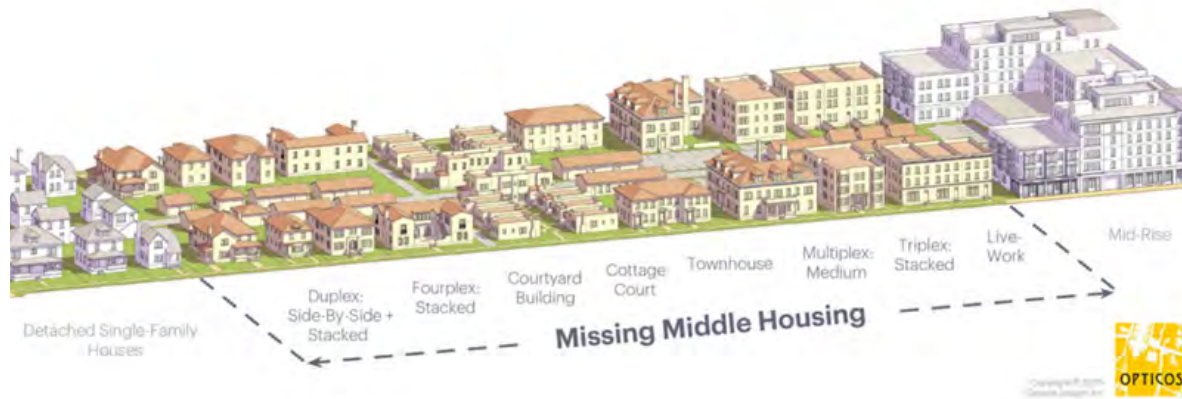 Detached Single-Family
Houses
Duplex:
Side-By-Side +
Stacked
Fourplex:
Stacked
Courtyard
Building
Cottage
Court
Townhouse
Multiplex:
Medium
Triplex:
Stacked
Live-
Work
Mid-Rise
Missing Middle Housing
OPTICOS